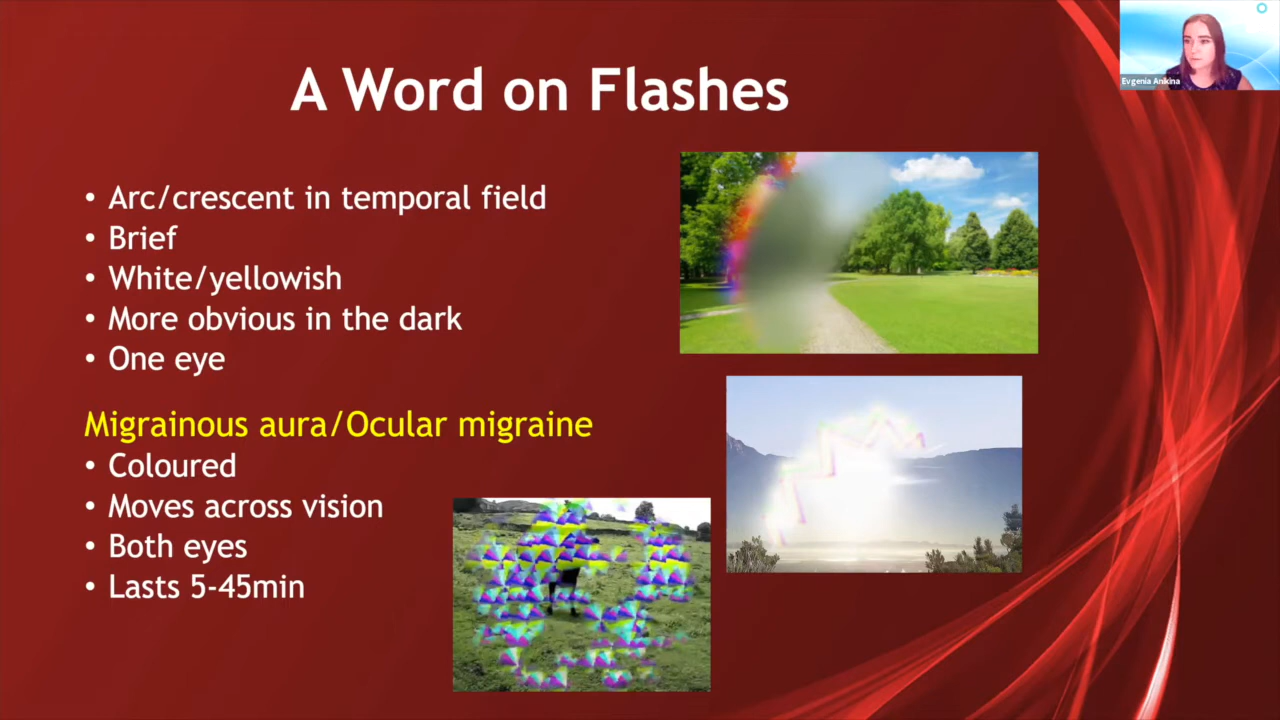 A Word on Flashes
Evgenia Anikina
• Arc/crescent in temporal field
• Brief
• White/yellowish
• More obvious in the dark
• One eye
Migrainous aura/Ocular migraine
• Coloured
• Moves across vision
• Both eyes
• Lasts 5-45min